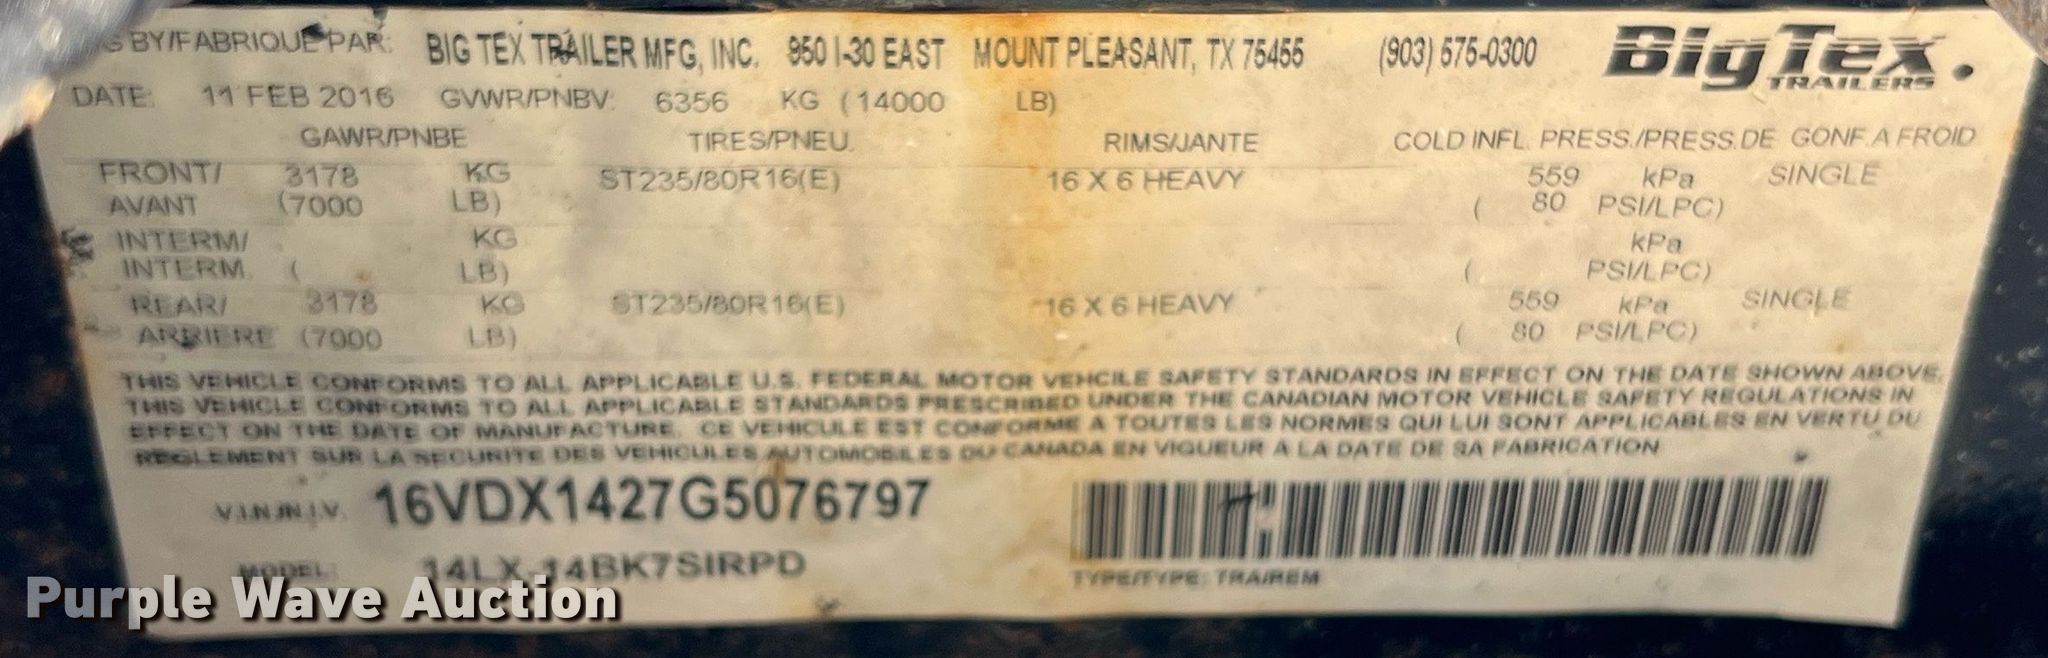 G BY/FABRIQUE PAR: BIG TEX TRAILER MFG, INC. 950 I-30 EAST MOUNT PLEASANT, TX 75455 (903) 575-0300 Big Tex. TRAILERS
DATE: 11 FEB 2016 GVWR/PNBV: 6356 KG (14000 LB)
GAWR/PNBE TIRES/PNEU. RIMS/JANTE COLD INFL. PRESS./PRESS.DE GONF.A FROID
FRONT/ 3178 KG ST235/80R16(E) 16 X 6 HEAVY 559 kPa SINGLE
AVANT (7000 LB) ( 80 PSI/LPC)
INTERM/ KG kPa
INTERM. ( LB) ( PSI/LPC)
REAR/ 3178 KG ST235/80R16(E) 16 X 6 HEAVY 559 kPa SINGLE
ARRIERE (7000 LB) ( 80 PSI/LPC)
THIS VEHICLE CONFORMS TO ALL APPLICABLE U.S. FEDERAL MOTOR VEHCILE SAFETY STANDARDS IN EFFECT ON THE DATE SHOWN ABOVE.
THIS VEHICLE CONFORMS TO ALL APPLICABLE STANDARDS PRESCRIBED UNDER THE CANADIAN MOTOR VEHICLE SAFETY REGULATIONS IN
EFFECT ON THE DATE OF MANUFACTURE. CE VEHICULE EST CONFORME A TOUTES LES NORMES QUI LUI SONT APPLICABLES EN VERTU DU
REGLEMENT SUR LA SECURITE DES VEHICULES AUTOMOBILES DU CANADA EN VIGUEUR A LA DATE DE SA FABRICATION
V.I.N./N.I.V. 16VDX1427G5076797
MODEL: 14LX-14BK7SIRPD
TYPE/TYPE: TRA/REM
Purple Wave Auction